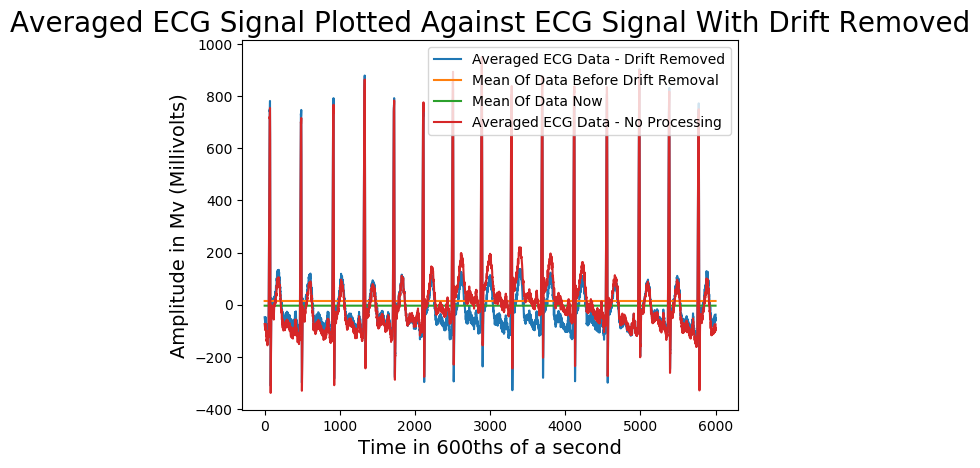 Averaged ECG Signal Plotted Against ECG Signal With Drift Removed
Averaged ECG Data - Drift Removed
Mean Of Data Before Drift Removal
Mean Of Data Now
Averaged ECG Data - No Processing
Amplitude in Mv (Millivolts)
1000
800
600
400
200
0
−200
−400
0 1000 2000 3000 4000 5000 6000
Time in 600ths of a second